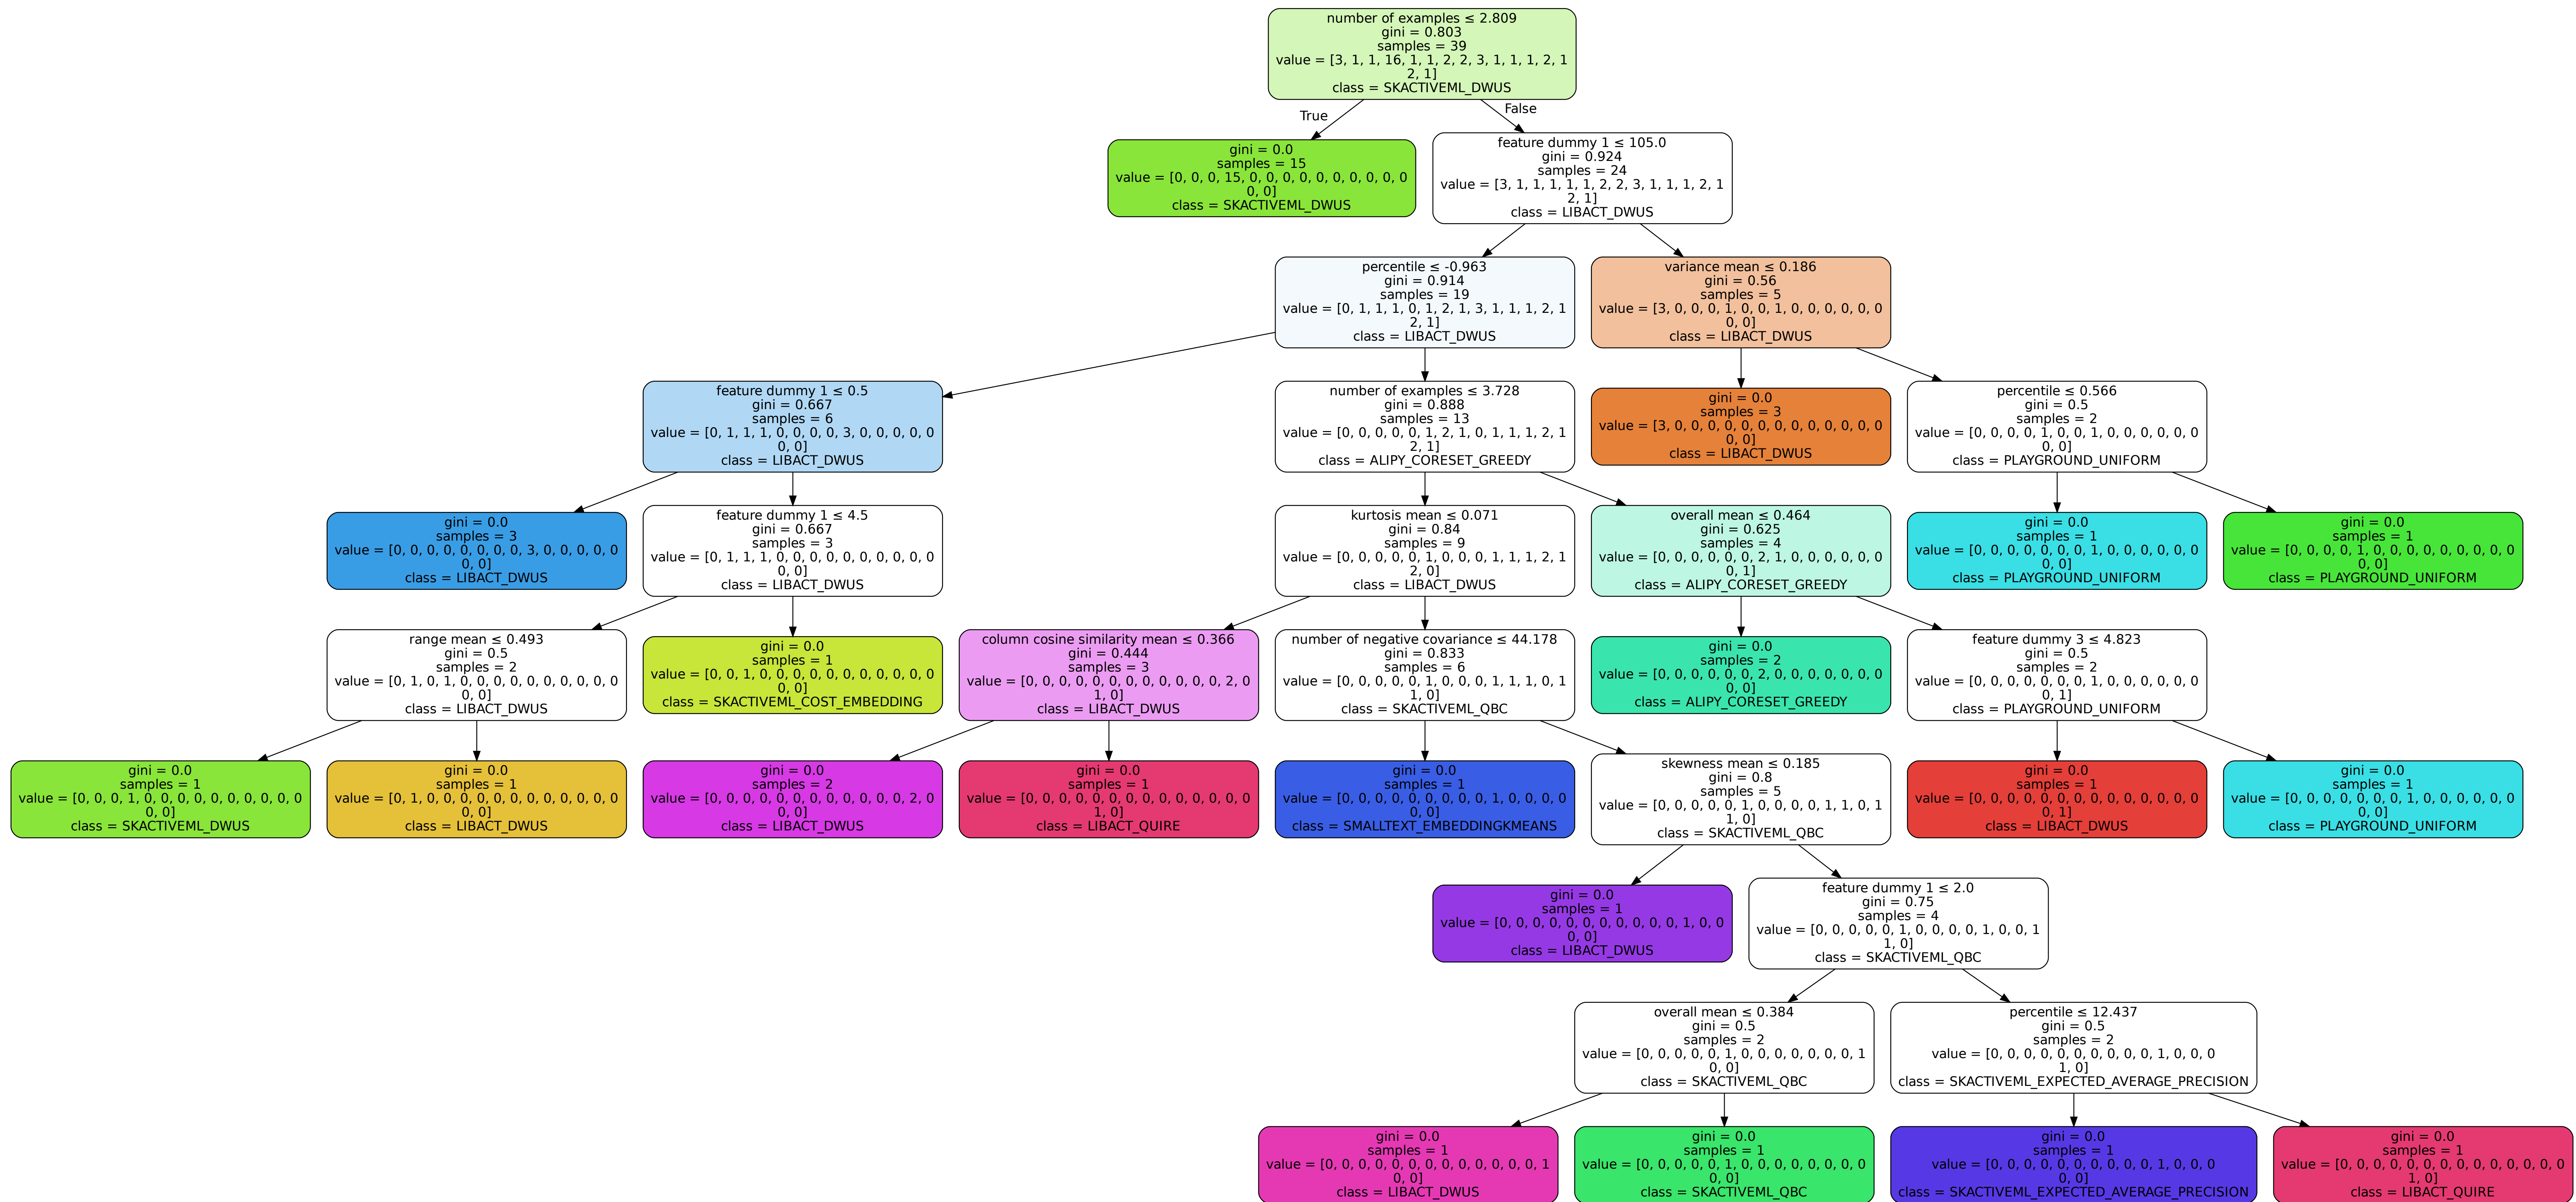 number of examples ≤ 2.809
gini = 0.803
samples = 39
value = [3, 1, 1, 16, 1, 1, 2, 2, 3, 1, 1, 1, 2, 1
2, 1]
class = SKACTIVEML_DWUS
True
False
gini = 0.0
samples = 15
value = [0, 0, 0, 15, 0, 0, 0, 0, 0, 0, 0, 0, 0, 0
0, 0]
class = SKACTIVEML_DWUS
feature dummy 1 ≤ 105.0
gini = 0.924
samples = 24
value = [3, 1, 1, 1, 1, 1, 2, 2, 3, 1, 1, 1, 2, 1
2, 1]
class = LIBACT_DWUS
percentile ≤ -0.963
gini = 0.914
samples = 19
value = [0, 1, 1, 1, 0, 1, 2, 1, 3, 1, 1, 1, 2, 1
2, 1]
class = LIBACT_DWUS
variance mean ≤ 0.186
gini = 0.56
samples = 5
value = [3, 0, 0, 0, 1, 0, 0, 1, 0, 0, 0, 0, 0, 0
0, 0]
class = LIBACT_DWUS
feature dummy 1 ≤ 0.5
gini = 0.667
samples = 6
value = [0, 1, 1, 1, 0, 0, 0, 0, 3, 0, 0, 0, 0, 0
0, 0]
class = LIBACT_DWUS
number of examples ≤ 3.728
gini = 0.888
samples = 13
value = [0, 0, 0, 0, 0, 1, 2, 1, 0, 1, 1, 1, 2, 1
2, 1]
class = ALIPY_CORESET_GREEDY
gini = 0.0
samples = 3
value = [3, 0, 0, 0, 0, 0, 0, 0, 0, 0, 0, 0, 0, 0
0, 0]
class = LIBACT_DWUS
percentile ≤ 0.566
gini = 0.5
samples = 2
value = [0, 0, 0, 0, 1, 0, 0, 1, 0, 0, 0, 0, 0, 0
0, 0]
class = PLAYGROUND_UNIFORM
gini = 0.0
samples = 3
value = [0, 0, 0, 0, 0, 0, 0, 0, 3, 0, 0, 0, 0, 0
0, 0]
class = LIBACT_DWUS
feature dummy 1 ≤ 4.5
gini = 0.667
samples = 3
value = [0, 1, 1, 1, 0, 0, 0, 0, 0, 0, 0, 0, 0, 0
0, 0]
class = LIBACT_DWUS
kurtosis mean ≤ 0.071
gini = 0.84
samples = 9
value = [0, 0, 0, 0, 0, 1, 0, 0, 0, 1, 1, 1, 2, 1
2, 0]
class = LIBACT_DWUS
overall mean ≤ 0.464
gini = 0.625
samples = 4
value = [0, 0, 0, 0, 0, 0, 2, 1, 0, 0, 0, 0, 0, 0
0, 1]
class = ALIPY_CORESET_GREEDY
gini = 0.0
samples = 1
value = [0, 0, 0, 0, 0, 0, 0, 1, 0, 0, 0, 0, 0, 0
0, 0]
class = PLAYGROUND_UNIFORM
gini = 0.0
samples = 1
value = [0, 0, 0, 0, 1, 0, 0, 0, 0, 0, 0, 0, 0, 0
0, 0]
class = PLAYGROUND_UNIFORM
range mean ≤ 0.493
gini = 0.5
samples = 2
value = [0, 1, 0, 1, 0, 0, 0, 0, 0, 0, 0, 0, 0, 0
0, 0]
class = LIBACT_DWUS
gini = 0.0
samples = 1
value = [0, 0, 1, 0, 0, 0, 0, 0, 0, 0, 0, 0, 0, 0
0, 0]
class = SKACTIVEML_COST_EMBEDDING
column cosine similarity mean ≤ 0.366
gini = 0.444
samples = 3
value = [0, 0, 0, 0, 0, 0, 0, 0, 0, 0, 0, 0, 2, 0
1, 0]
class = LIBACT_DWUS
number of negative covariance ≤ 44.178
gini = 0.833
samples = 6
value = [0, 0, 0, 0, 0, 1, 0, 0, 0, 1, 1, 1, 0, 1
1, 0]
class = SKACTIVEML_QBC
gini = 0.0
samples = 2
value = [0, 0, 0, 0, 0, 0, 2, 0, 0, 0, 0, 0, 0, 0
0, 0]
class = ALIPY_CORESET_GREEDY
feature dummy 3 ≤ 4.823
gini = 0.5
samples = 2
value = [0, 0, 0, 0, 0, 0, 0, 1, 0, 0, 0, 0, 0, 0
0, 1]
class = PLAYGROUND_UNIFORM
gini = 0.0
samples = 1
value = [0, 0, 0, 1, 0, 0, 0, 0, 0, 0, 0, 0, 0, 0
0, 0]
class = SKACTIVEML_DWUS
gini = 0.0
samples = 1
value = [0, 1, 0, 0, 0, 0, 0, 0, 0, 0, 0, 0, 0, 0
0, 0]
class = LIBACT_DWUS
gini = 0.0
samples = 2
value = [0, 0, 0, 0, 0, 0, 0, 0, 0, 0, 0, 0, 2, 0
0, 0]
class = LIBACT_DWUS
gini = 0.0
samples = 1
value = [0, 0, 0, 0, 0, 0, 0, 0, 0, 0, 0, 0, 0, 0
1, 0]
class = LIBACT_QUIRE
gini = 0.0
samples = 1
value = [0, 0, 0, 0, 0, 0, 0, 0, 0, 1, 0, 0, 0, 0
0, 0]
class = SMALLTEXT_EMBEDDINGKMEANS
skewness mean ≤ 0.185
gini = 0.8
samples = 5
value = [0, 0, 0, 0, 0, 1, 0, 0, 0, 0, 1, 1, 0, 1
1, 0]
class = SKACTIVEML_QBC
gini = 0.0
samples = 1
value = [0, 0, 0, 0, 0, 0, 0, 0, 0, 0, 0, 0, 0, 0
0, 1]
class = LIBACT_DWUS
gini = 0.0
samples = 1
value = [0, 0, 0, 0, 0, 0, 0, 1, 0, 0, 0, 0, 0, 0
0, 0]
class = PLAYGROUND_UNIFORM
gini = 0.0
samples = 1
value = [0, 0, 0, 0, 0, 0, 0, 0, 0, 0, 0, 1, 0, 0
0, 0]
class = LIBACT_DWUS
feature dummy 1 ≤ 2.0
gini = 0.75
samples = 4
value = [0, 0, 0, 0, 0, 1, 0, 0, 0, 0, 1, 0, 0, 1
1, 0]
class = SKACTIVEML_QBC
overall mean ≤ 0.384
gini = 0.5
samples = 2
value = [0, 0, 0, 0, 0, 1, 0, 0, 0, 0, 0, 0, 0, 1
0, 0]
class = SKACTIVEML_QBC
percentile ≤ 12.437
gini = 0.5
samples = 2
value = [0, 0, 0, 0, 0, 0, 0, 0, 0, 0, 1, 0, 0, 0
1, 0]
class = SKACTIVEML_EXPECTED_AVERAGE_PRECISION
gini = 0.0
samples = 1
value = [0, 0, 0, 0, 0, 0, 0, 0, 0, 0, 0, 0, 0, 1
0, 0]
class = LIBACT_DWUS
gini = 0.0
samples = 1
value = [0, 0, 0, 0, 0, 1, 0, 0, 0, 0, 0, 0, 0, 0
0, 0]
class = SKACTIVEML_QBC
gini = 0.0
samples = 1
value = [0, 0, 0, 0, 0, 0, 0, 0, 0, 0, 1, 0, 0, 0
0, 0]
class = SKACTIVEML_EXPECTED_AVERAGE_PRECISION
gini = 0.0
samples = 1
value = [0, 0, 0, 0, 0, 0, 0, 0, 0, 0, 0, 0, 0, 0
1, 0]
class = LIBACT_QUIRE